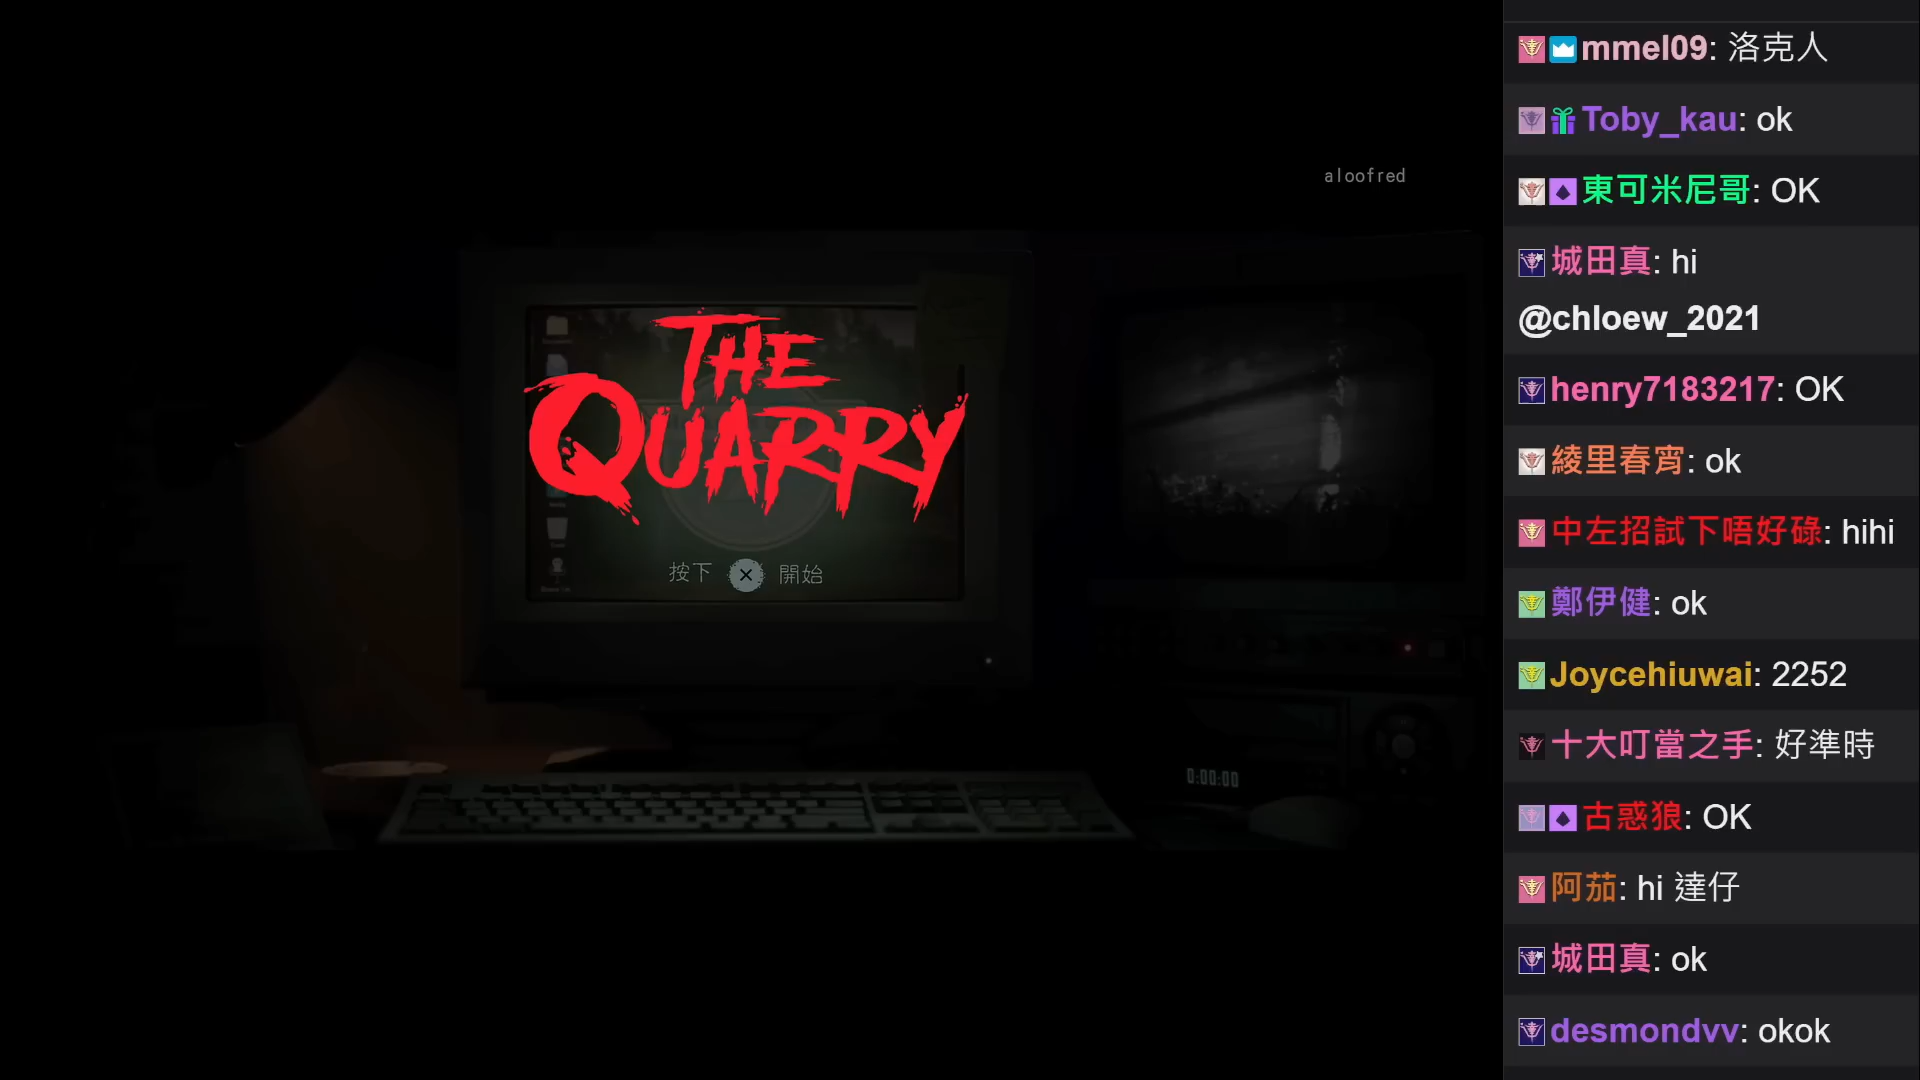 aloofred
THE
QUARRY
按下 ✕ 開始
0:00:00
mmel09: 洛克人
Toby_kau: ok
東可米尼哥: OK
城田真: hi
@chloew_2021
henry7183217: OK
綾里春宵: ok
中左招試下唔好碌: hihi
鄭伊健: ok
Joycehiuwai: 2252
十大叮當之手: 好準時
古惑狼: OK
阿茄: hi 達仔
城田真: ok
desmondvv: okok